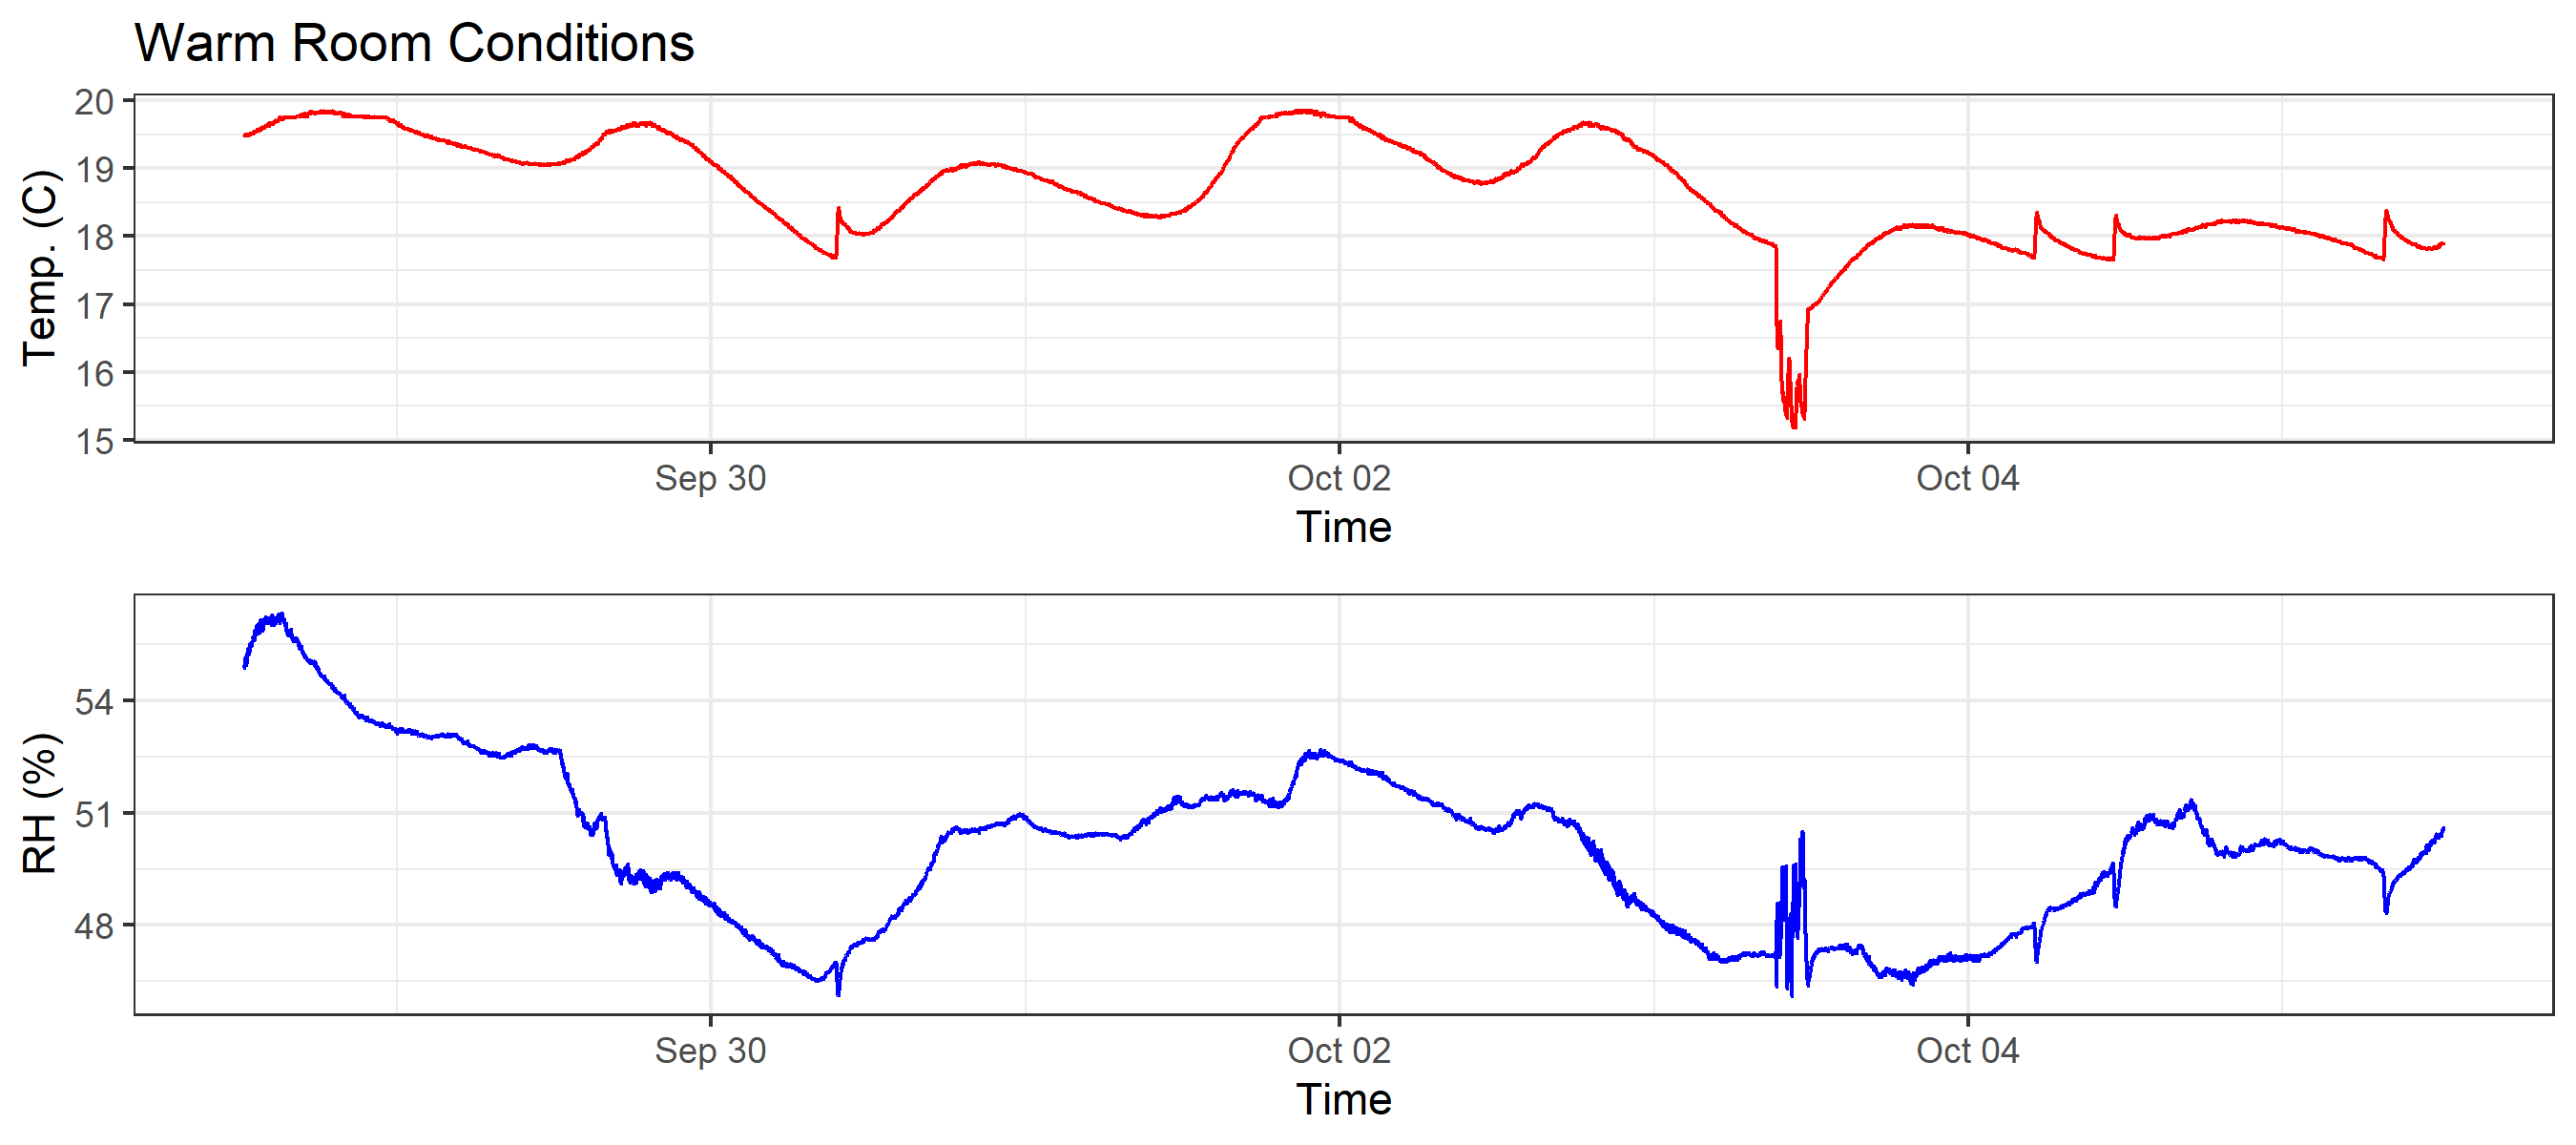 Warm Room Conditions
20
19
18
17
16
15
Temp. (C)
Sep 30 Oct 02 Oct 04
Time
54
51
48
RH (%)
Sep 30 Oct 02 Oct 04
Time